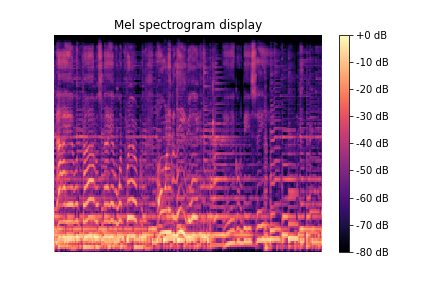 Mel spectrogram display
+0 dB
-10 dB
-20 dB
-30 dB
-40 dB
-50 dB
-60 dB
-70 dB
-80 dB